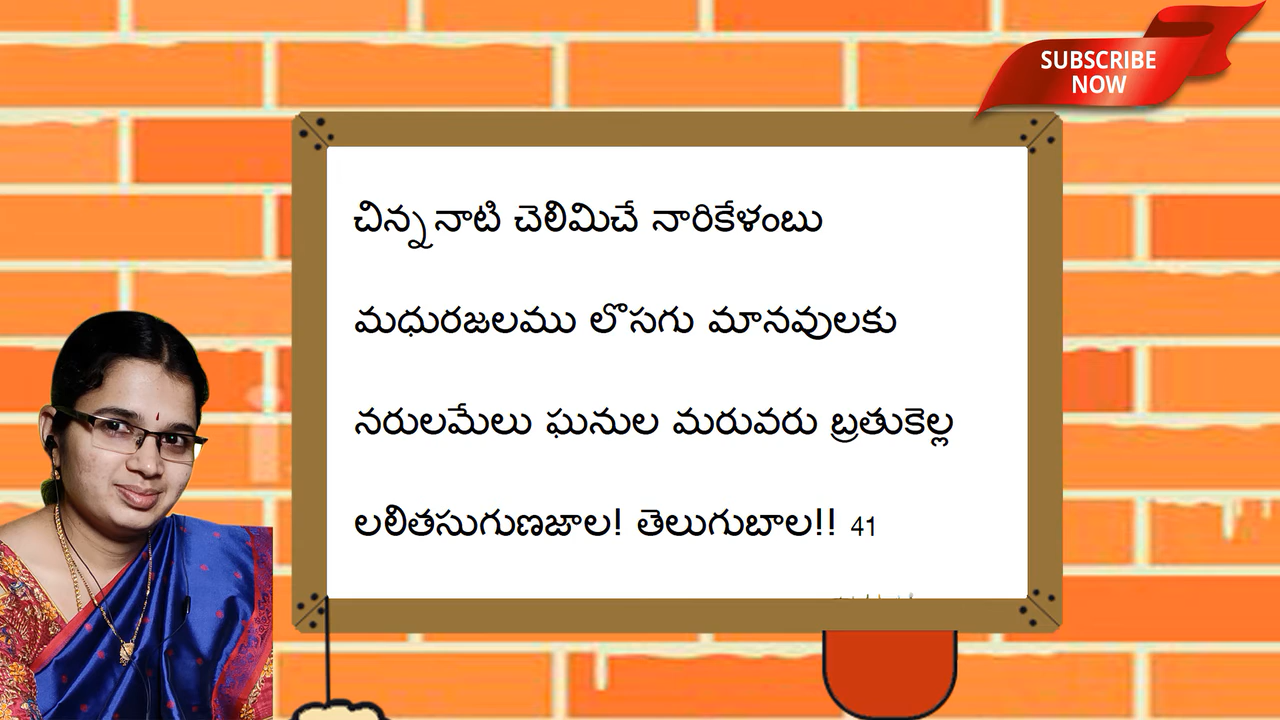 SUBSCRIBE
NOW
చిన్ననాటి చెలిమిచే నారికేళంబు
మధురజలము లొసగు మానవులకు
నరులమేలు ఘనుల మరువరు బ్రతుకెల్ల
లలితసుగుణజాల! తెలుగుబాల!! 41